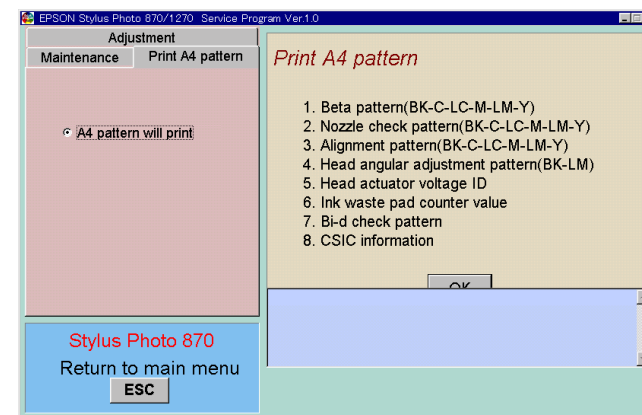 EPSON Stylus Photo 870/1270 Service Program Ver.1.0
Adjustment
Maintenance
Print A4 pattern
A4 pattern will print
Print A4 pattern
1. Beta pattern(BK-C-LC-M-LM-Y)
2. Nozzle check pattern(BK-C-LC-M-LM-Y)
3. Alignment pattern(BK-C-LC-M-LM-Y)
4. Head angular adjustment pattern(BK-LM)
5. Head actuator voltage ID
6. Ink waste pad counter value
7. Bi-d check pattern
8. CSIC information
OK
Stylus Photo 870
Return to main menu
ESC